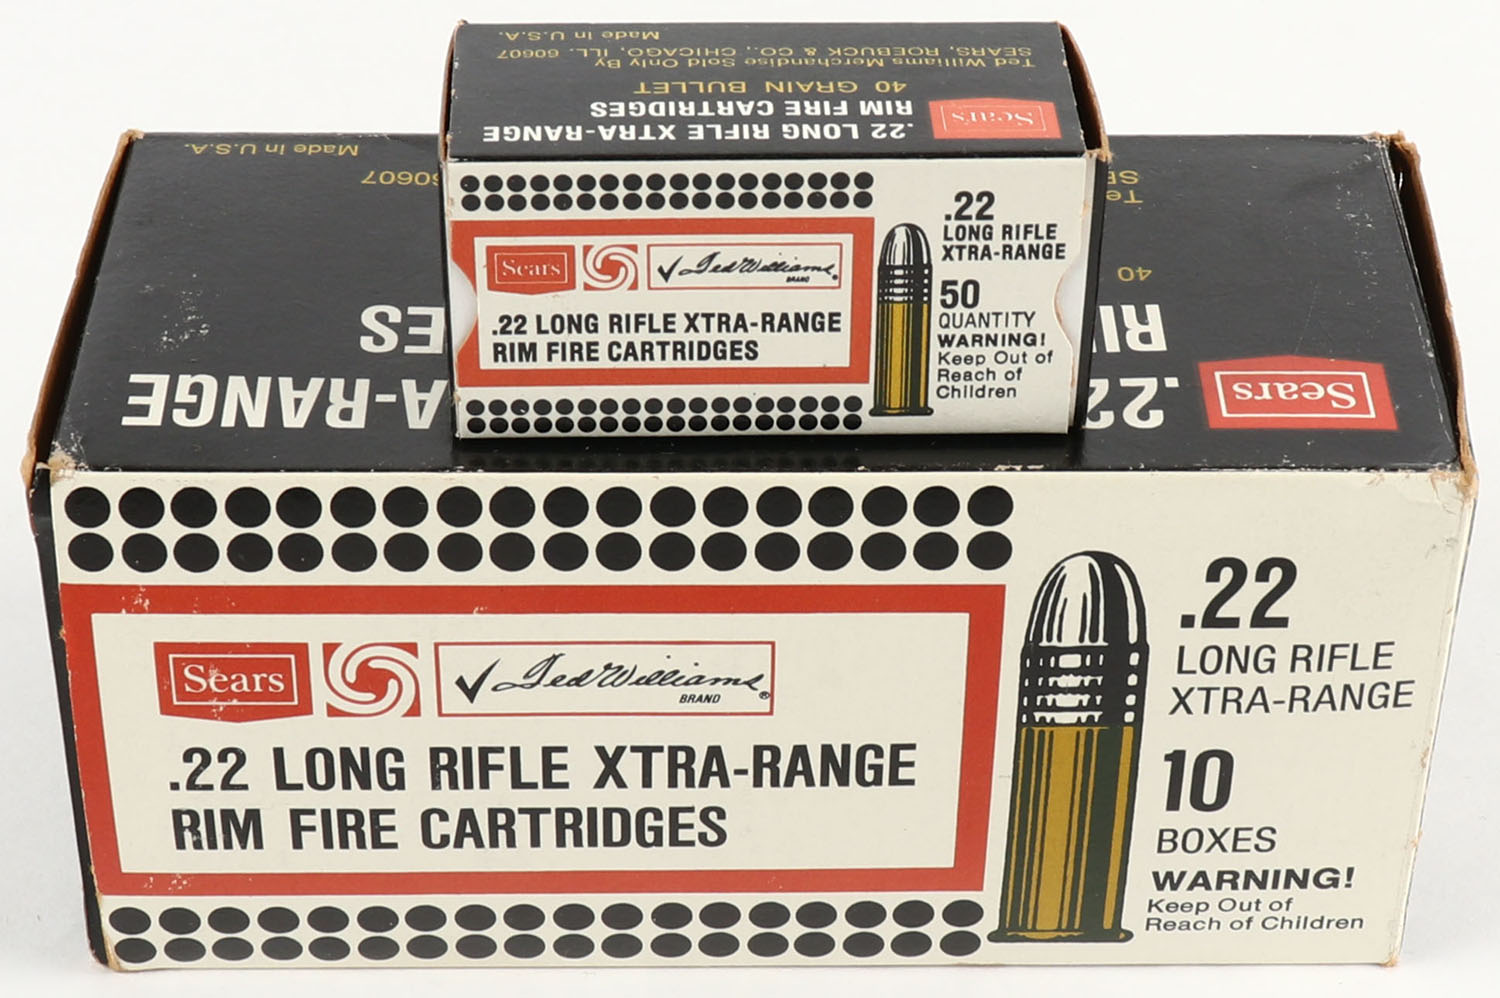 Made in U.S.A.
SEARS, ROEBUCK & CO., CHICAGO, ILL. 60607
Ted Williams Merchandise Sold Only By
40 GRAIN BULLET
RIM FIRE CARTRIDGES
.22 LONG RIFLE XTRA-RANGE
Sears
Sears
Ted Williams
BRAND
.22 LONG RIFLE XTRA-RANGE
RIM FIRE CARTRIDGES
.22
LONG RIFLE
XTRA-RANGE
50
QUANTITY
WARNING!
Keep Out of
Reach of
Children
Made in U.S.A.
60607
40
RI
ES
.22
A-RANGE
Sears
Sears
Ted Williams®
BRAND
.22 LONG RIFLE XTRA-RANGE
RIM FIRE CARTRIDGES
.22
LONG RIFLE
XTRA-RANGE
10
BOXES
WARNING!
Keep Out of
Reach of Children